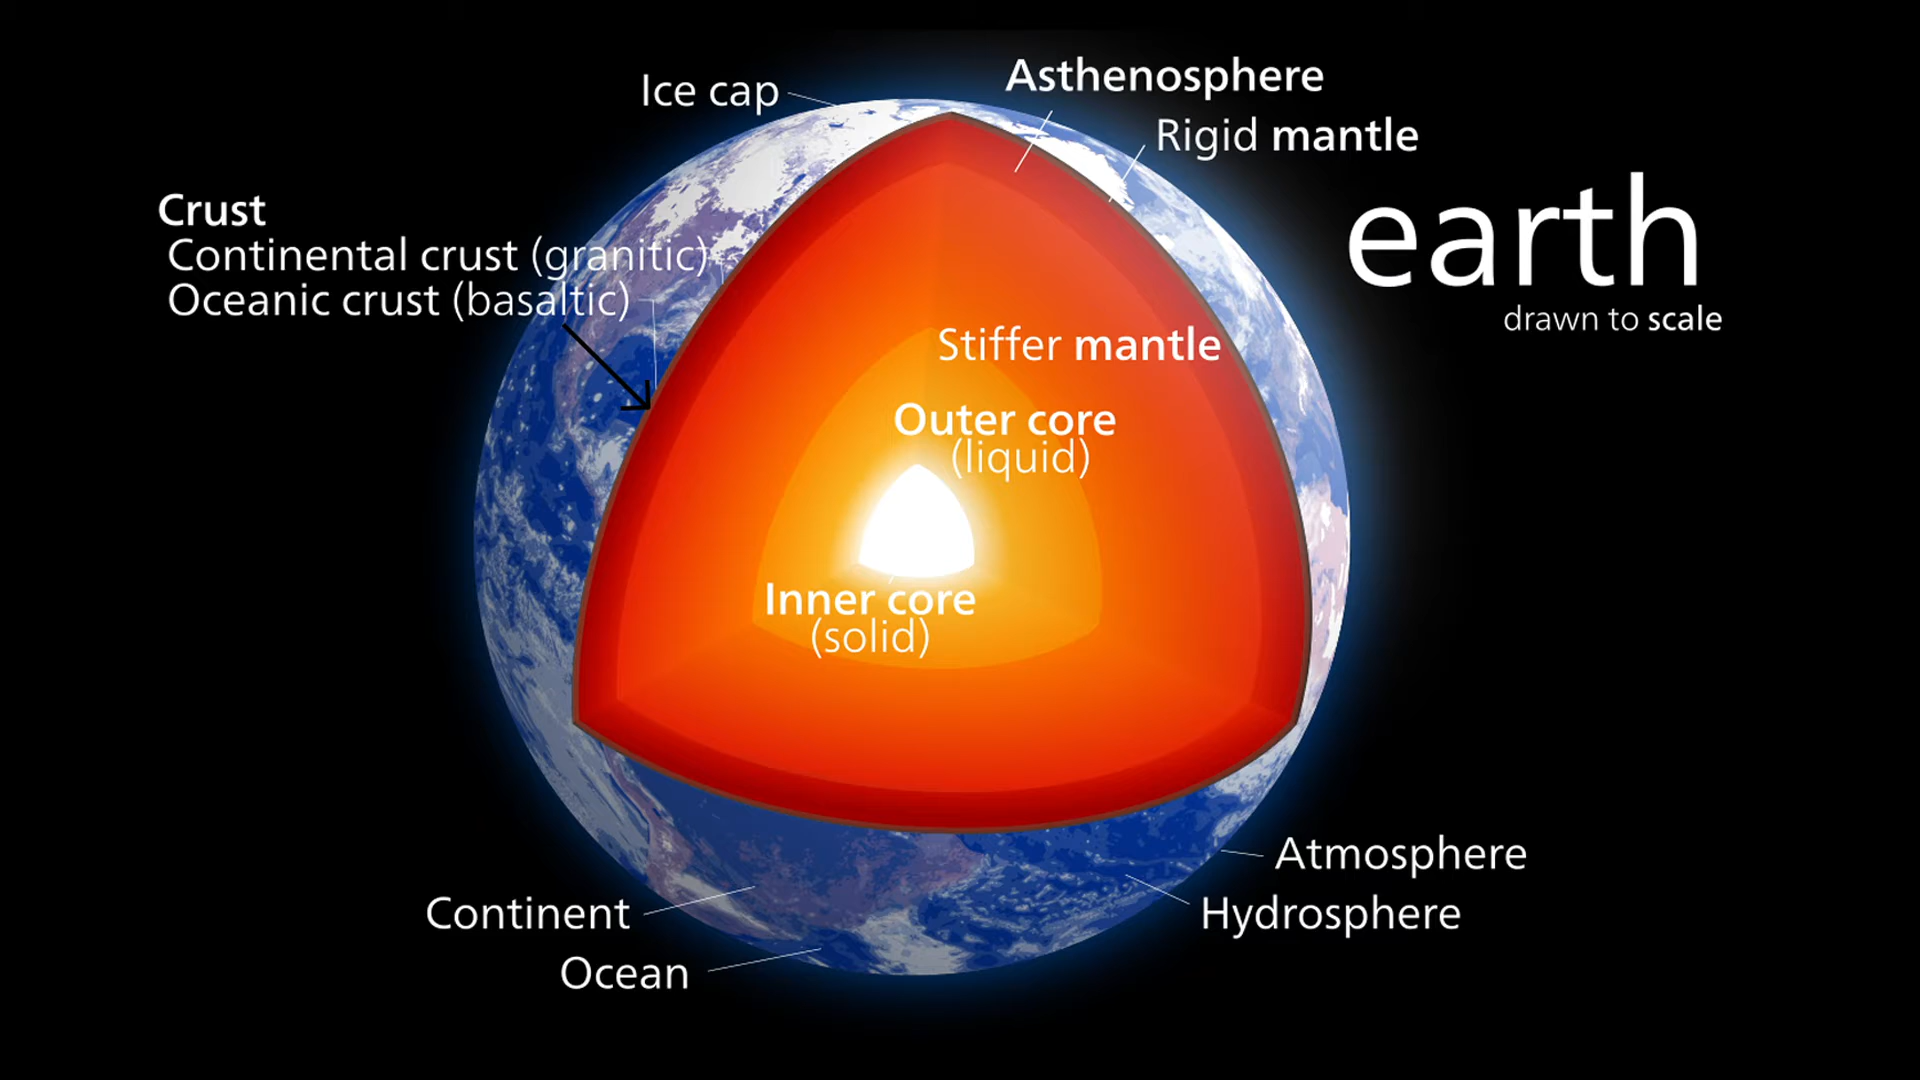 Ice cap
Asthenosphere
Rigid mantle
Crust
Continental crust (granitic)
Oceanic crust (basaltic)
earth
drawn to scale
Stiffer mantle
Outer core
(liquid)
Inner core
(solid)
Atmosphere
Hydrosphere
Continent
Ocean